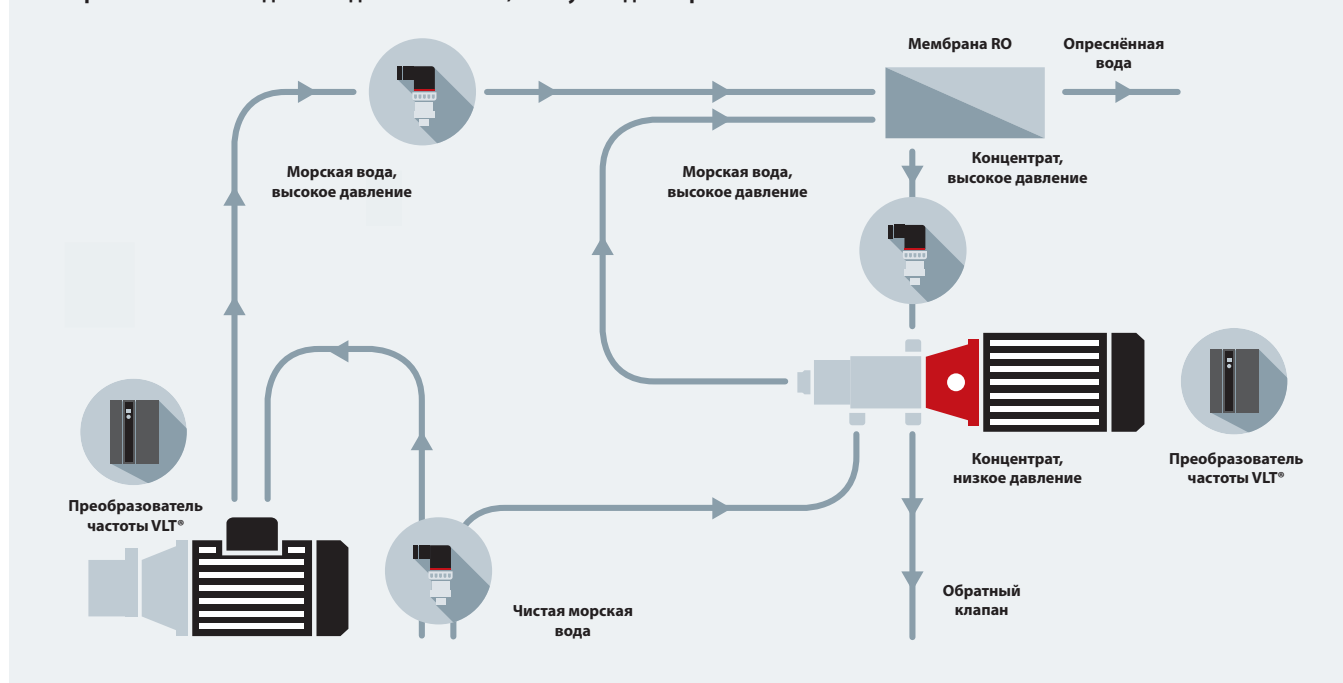 Мембрана RO
Опреснённая
вода
Морская вода,
высокое давление
Морская вода,
высокое давление
Концентрат,
высокое давление
Концентрат,
низкое давление
Преобразователь
частоты VLT®
Преобразователь
частоты VLT®
Чистая морская
вода
Обратный
клапан